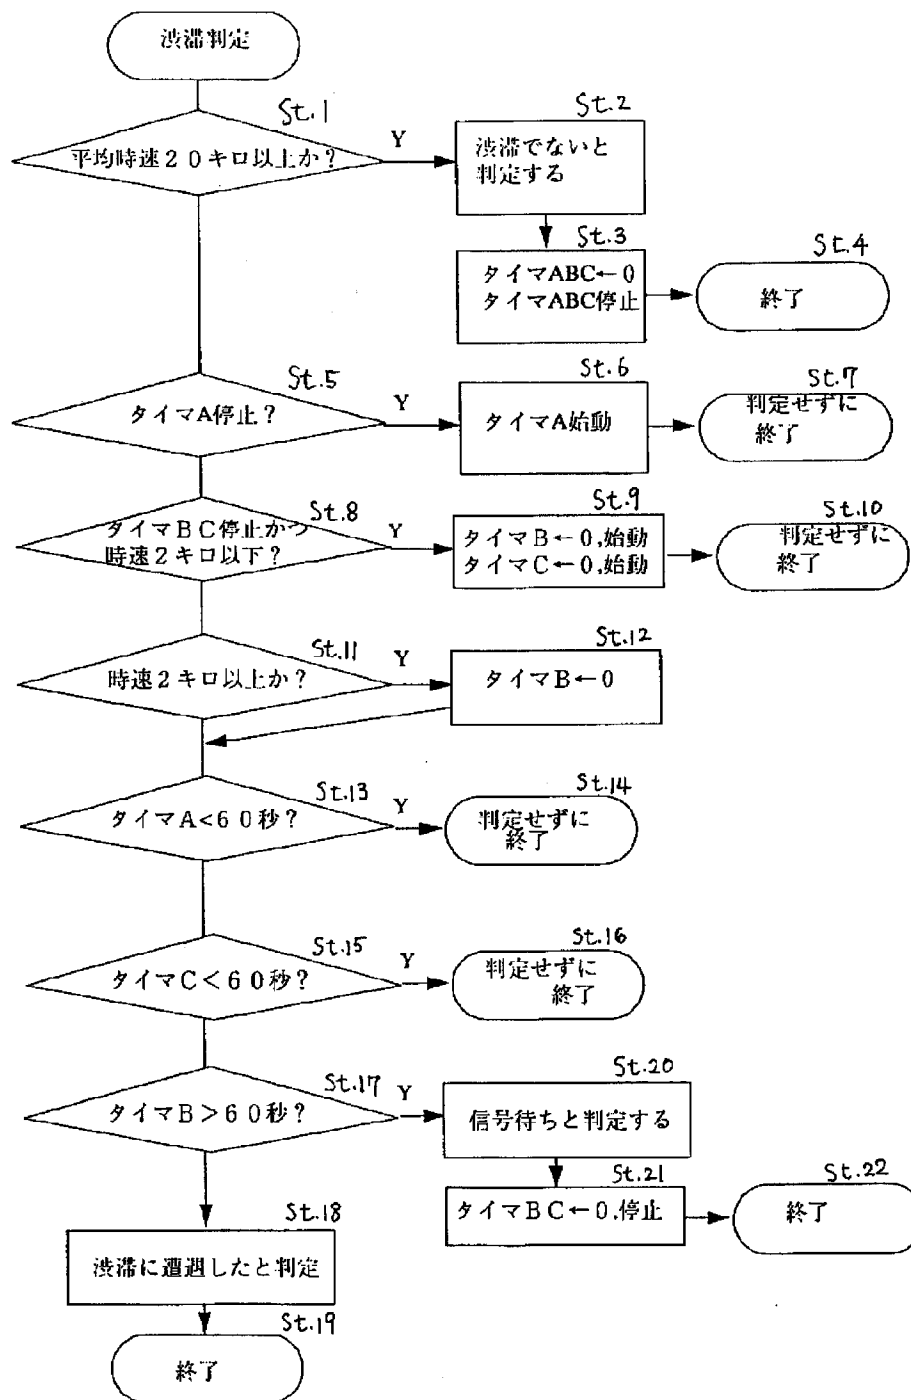 渋滞判定
St.1
平均時速20キロ以上か?
Y
St.2
渋滞でないと
判定する
St.3
タイマABC←0
タイマABC停止
St.4
終了
St.5
タイマA停止?
Y
St.6
タイマA始動
St.7
判定せずに
終了
St.8
タイマBC停止かつ
時速2キロ以下?
Y
St.9
タイマB←0,始動
タイマC←0,始動
St.10
判定せずに
終了
St.11
時速2キロ以上か?
Y
St.12
タイマB←0
St.13
タイマA<60秒?
Y
St.14
判定せずに
終了
St.15
タイマC<60秒?
Y
St.16
判定せずに
終了
St.17
タイマB>60秒?
Y
St.20
信号待ちと判定する
St.21
タイマBC←0,停止
St.22
終了
St.18
渋滞に遭遇したと判定
St.19
終了